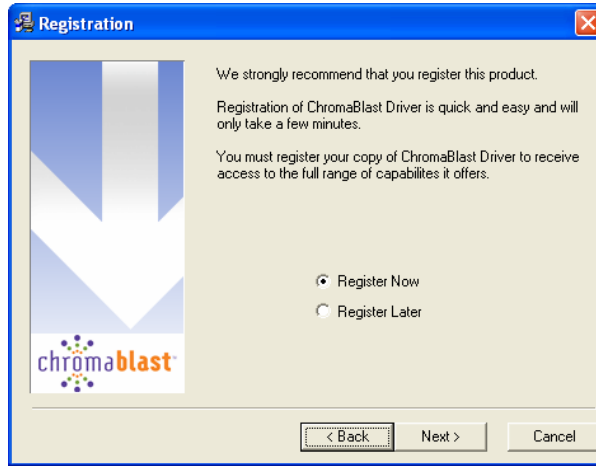 Registration
We strongly recommend that you register this product.
Registration of ChromaBlast Driver is quick and easy and will
only take a few minutes.
You must register your copy of ChromaBlast Driver to receive
access to the full range of capabilites it offers.
Register Now
Register Later
chromablast
< Back
Next >
Cancel